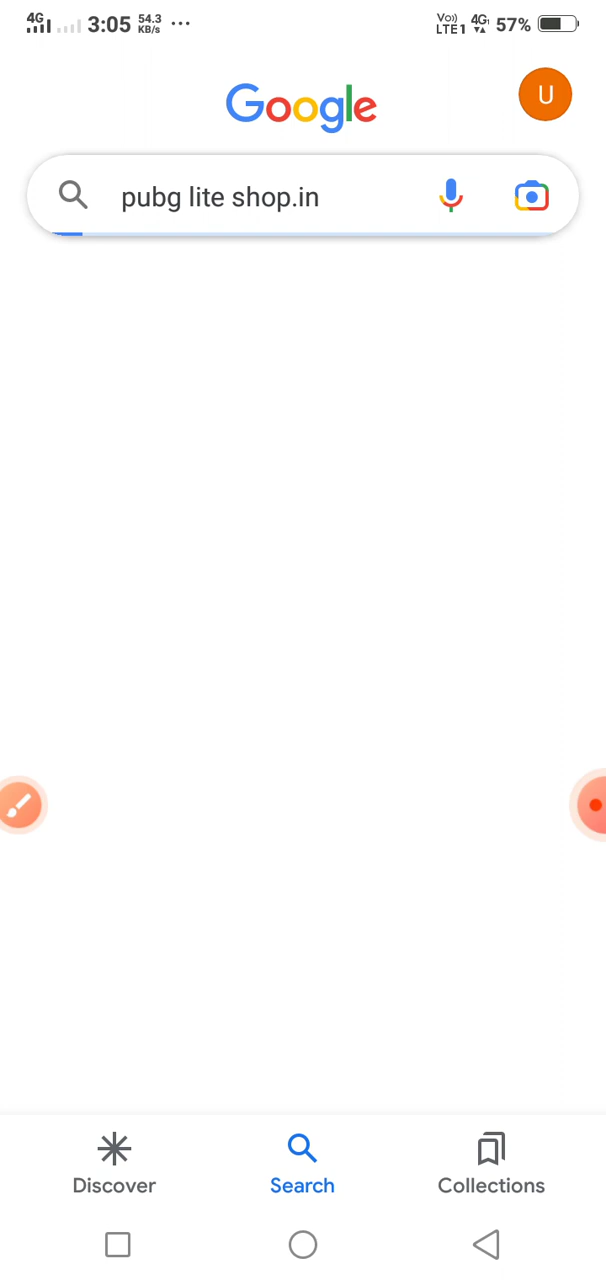 4G 3:05 54.3 KB/s ... Vo)) LTE1 4G 57%
Google
U
pubg lite shop.in
Discover
Search
Collections